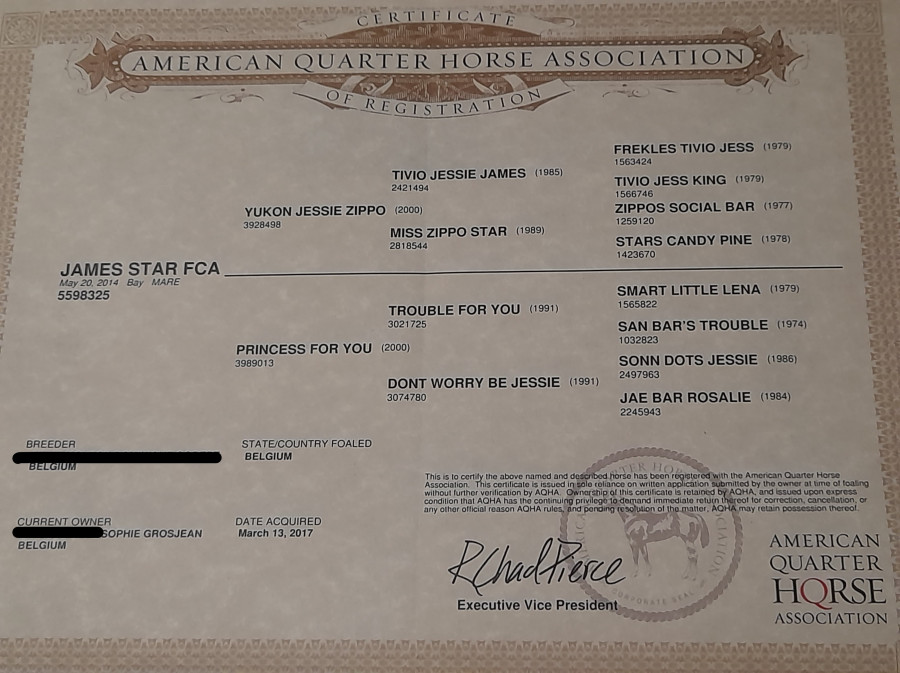 CERTIFICATE
AMERICAN QUARTER HORSE ASSOCIATION
OF REGISTRATION
FREKLES TIVIO JESS (1979)
1563424
TIVIO JESSIE JAMES (1985)
2421494
TIVIO JESS KING (1979)
1566746
YUKON JESSIE ZIPPO (2000)
3928498
ZIPPOS SOCIAL BAR (1977)
1259120
MISS ZIPPO STAR (1989)
2818544
STARS CANDY PINE (1978)
1423670
JAMES STAR FCA
May 20, 2014 Bay MARE
5598325
SMART LITTLE LENA (1979)
1565822
TROUBLE FOR YOU (1991)
3021725
SAN BAR'S TROUBLE (1974)
1032823
PRINCESS FOR YOU (2000)
3989013
SONN DOTS JESSIE (1986)
2497963
DONT WORRY BE JESSIE (1991)
3074780
JAE BAR ROSALIE (1984)
2245943
BREEDER
BELGIUM
STATE/COUNTRY FOALED
BELGIUM
CURRENT OWNER
SOPHIE GROSJEAN
BELGIUM
DATE ACQUIRED
March 13, 2017
This is to certify the above named and described horse has been registered with the American Quarter Horse
Association. This certificate is issued in sole reliance on written application submitted by the owner at time of foaling
without further verification by AQHA. Ownership of this certificate is retained by AQHA, and issued upon express
condition that AQHA has the continuing privilege to demand immediate return thereof for correction, cancellation, or
any other official reason AQHA rules, and pending resolution of the matter, AQHA may retain possession thereof.
R Chad Pierce
Executive Vice President
CORPORATE SEAL
AMERICAN
QUARTER
HORSE
ASSOCIATION